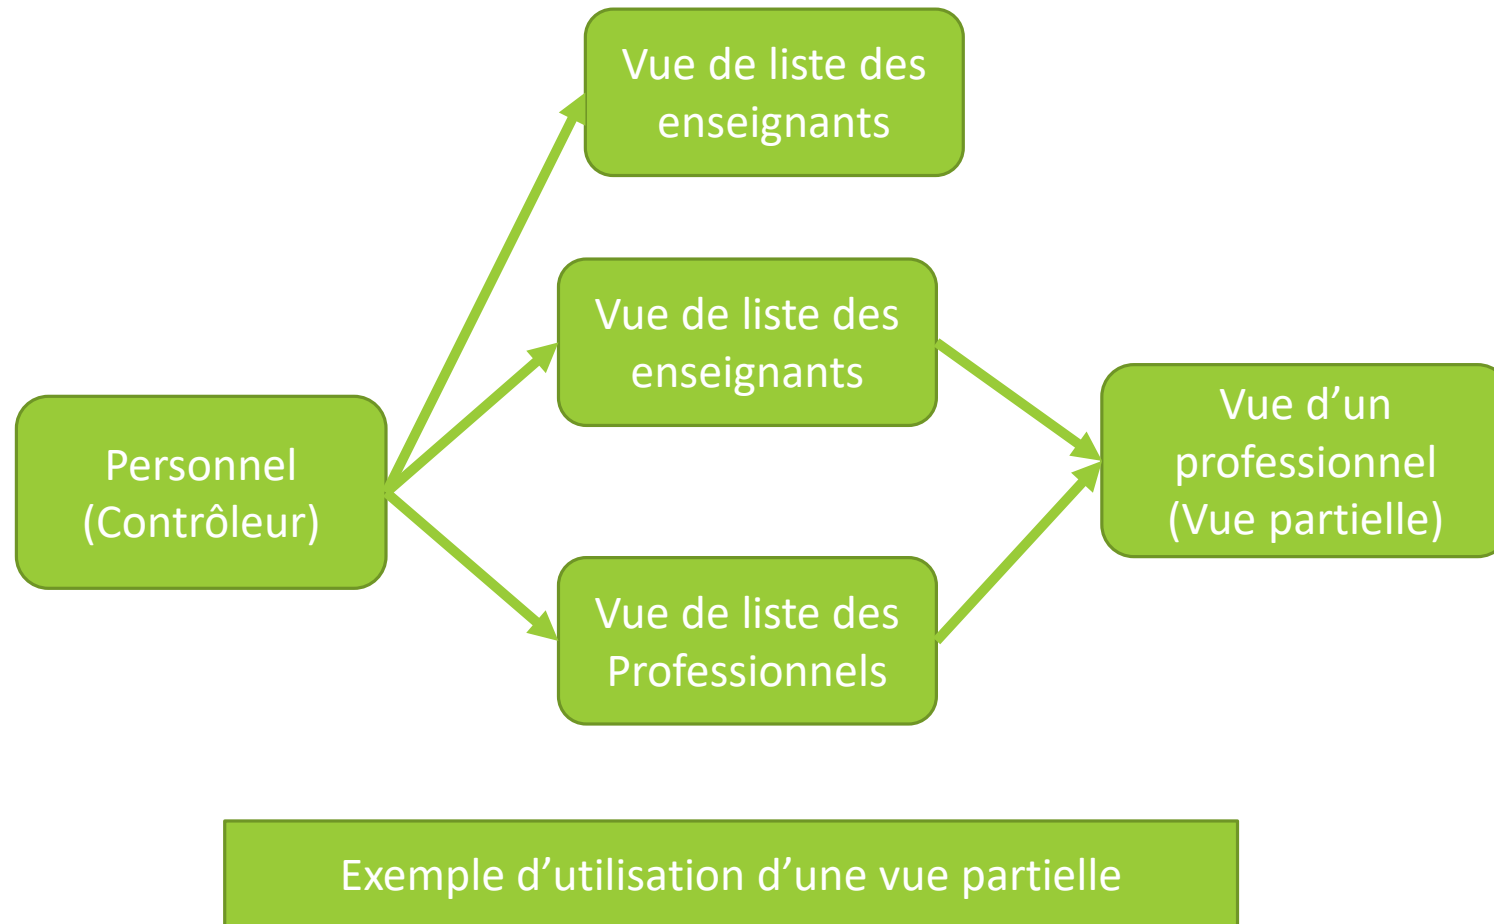 Vue de liste des
enseignants
Vue de liste des
enseignants
Personnel
(Contrôleur)
Vue d’un
professionnel
(Vue partielle)
Vue de liste des
Professionnels
Exemple d’utilisation d’une vue partielle